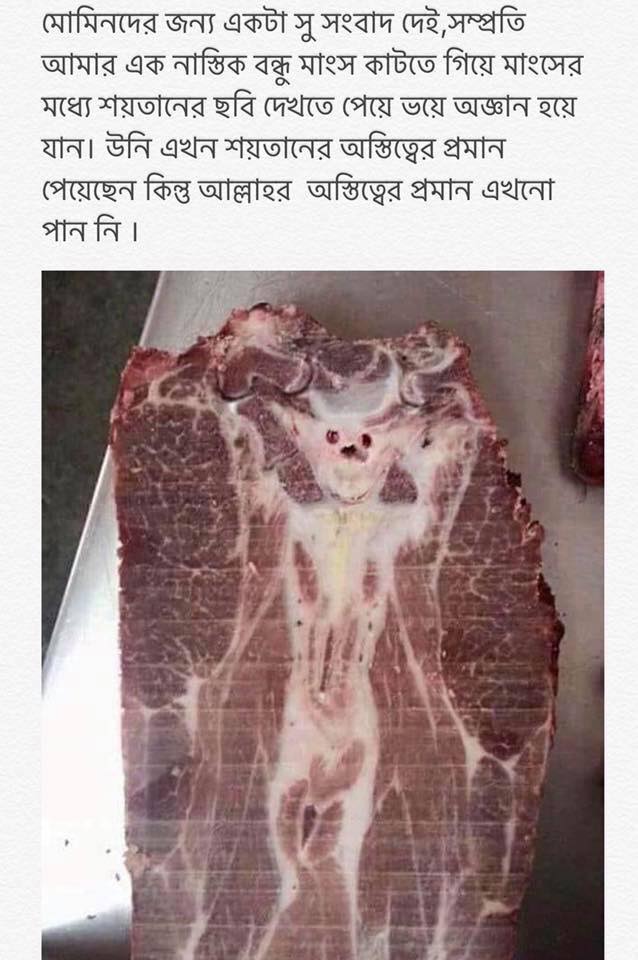 মোমিনদের জন্য একটা সু সংবাদ দেই,সম্প্রতি
আমার এক নাস্তিক বন্ধু মাংস কাটতে গিয়ে মাংসের
মধ্যে শয়তানের ছবি দেখতে পেয়ে ভয়ে অজ্ঞান হয়ে
যান। উনি এখন শয়তানের অস্তিত্বের প্রমান
পেয়েছেন কিন্তু আল্লাহর অস্তিত্বের প্রমান এখনো
পান নি ।